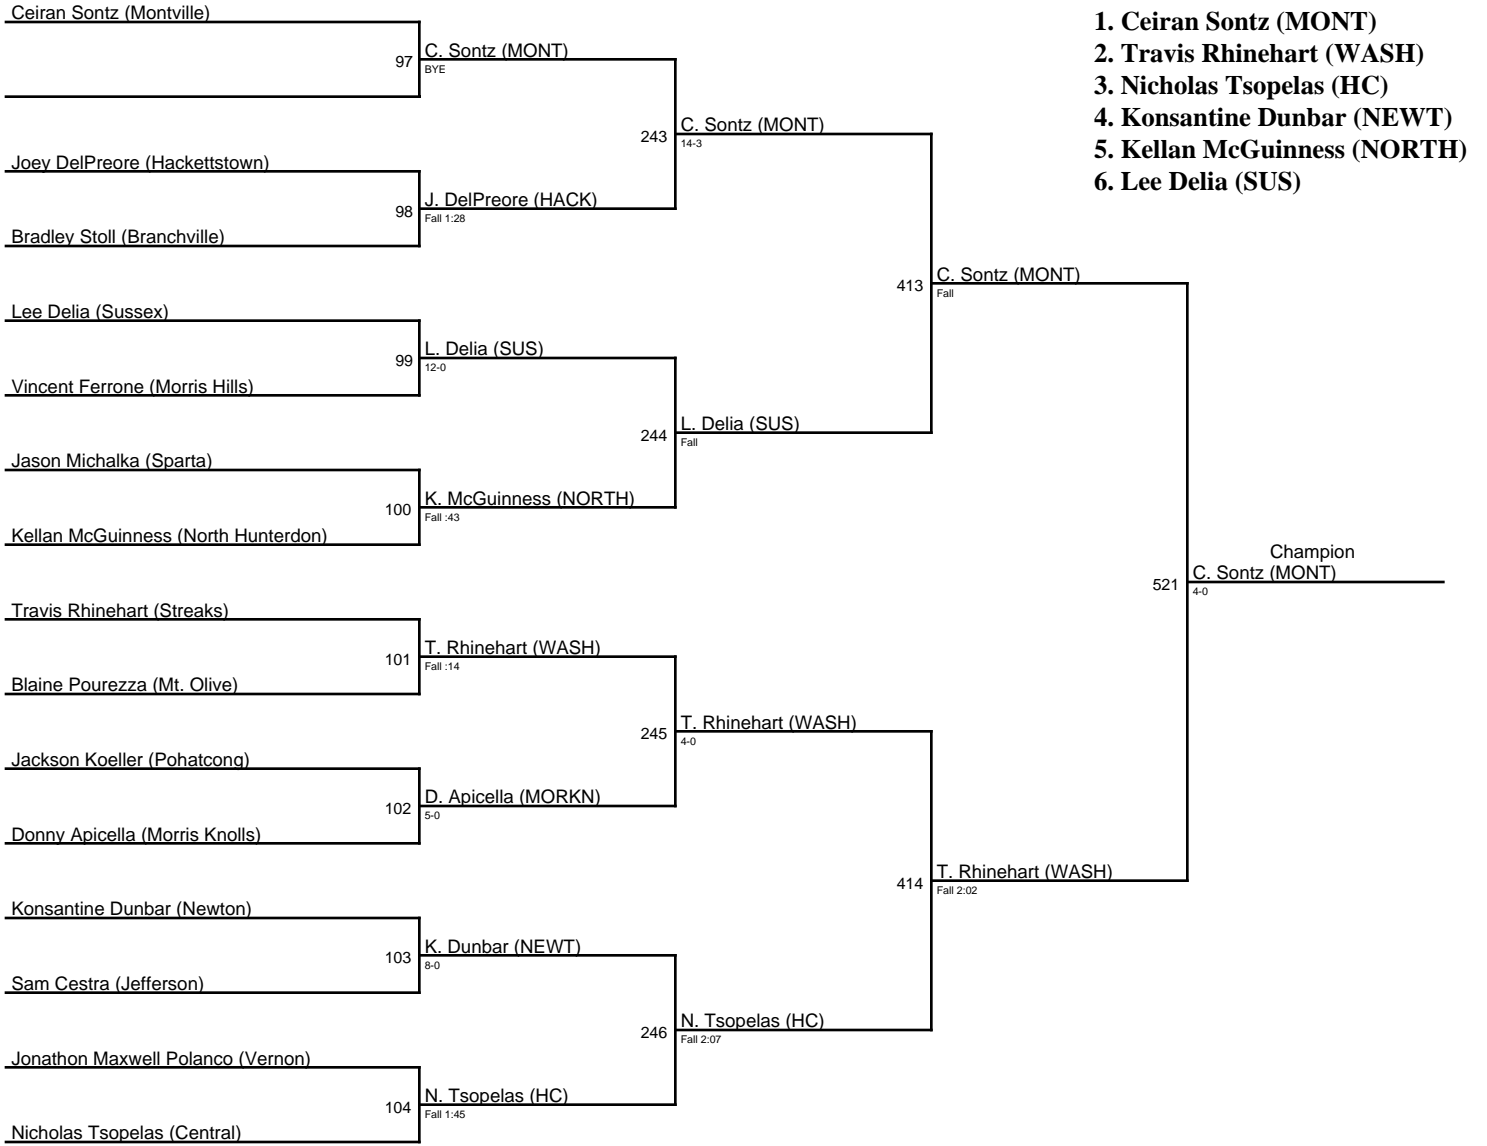 Ceiran Sontz (Montville)
97
C. Sontz (MONT)
BYE
Joey DelPreore (Hackettstown)
98
J. DelPreore (HACK)
Fall 1:28
Bradley Stoll (Branchville)
243
C. Sontz (MONT)
14-3
Lee Delia (Sussex)
99
L. Delia (SUS)
12-0
Vincent Ferrone (Morris Hills)
244
L. Delia (SUS)
Fall
Jason Michalka (Sparta)
100
K. McGuinness (NORTH)
Fall :43
Kellan McGuinness (North Hunterdon)
413
C. Sontz (MONT)
Fall
Travis Rhinehart (Streaks)
101
T. Rhinehart (WASH)
Fall :14
Blaine Pourezza (Mt. Olive)
245
T. Rhinehart (WASH)
4-0
Jackson Koeller (Pohatcong)
102
D. Apicella (MORKN)
5-0
Donny Apicella (Morris Knolls)
414
T. Rhinehart (WASH)
Fall 2:02
Konsantine Dunbar (Newton)
103
K. Dunbar (NEWT)
8-0
Sam Cestra (Jefferson)
246
N. Tsopelas (HC)
Fall 2:07
Jonathon Maxwell Polanco (Vernon)
104
N. Tsopelas (HC)
Fall 1:45
Nicholas Tsopelas (Central)
521
Champion
C. Sontz (MONT)
4-0
1. Ceiran Sontz (MONT)
2. Travis Rhinehart (WASH)
3. Nicholas Tsopelas (HC)
4. Konsantine Dunbar (NEWT)
5. Kellan McGuinness (NORTH)
6. Lee Delia (SUS)